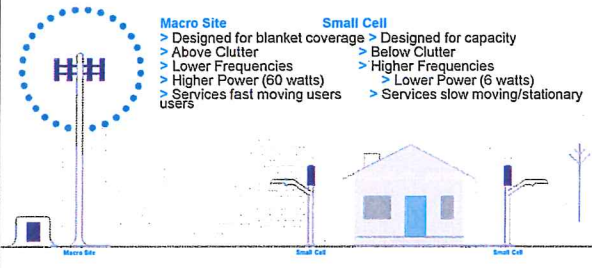 Macro Site Small Cell
> Designed for blanket coverage > Designed for capacity
> Above Clutter > Below Clutter
> Lower Frequencies > Higher Frequencies
> Higher Power (60 watts) > Lower Power (6 watts)
> Services fast moving users > Services slow moving/stationary
users
Macro Site Small Cell Small Cell